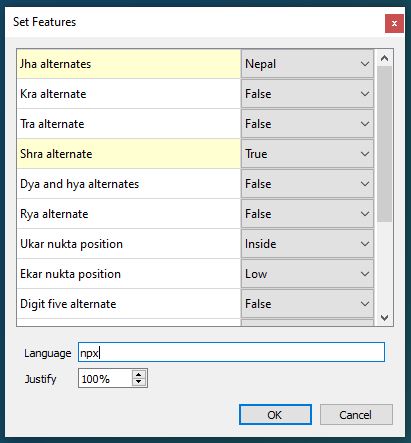 Set Features
Jha alternates Nepal
Kra alternate False
Tra alternate False
Shra alternate True
Dya and hya alternates False
Rya alternate False
Ukar nukta position Inside
Ekar nukta position Low
Digit five alternate False
Language npx
Justify 100%
OK Cancel